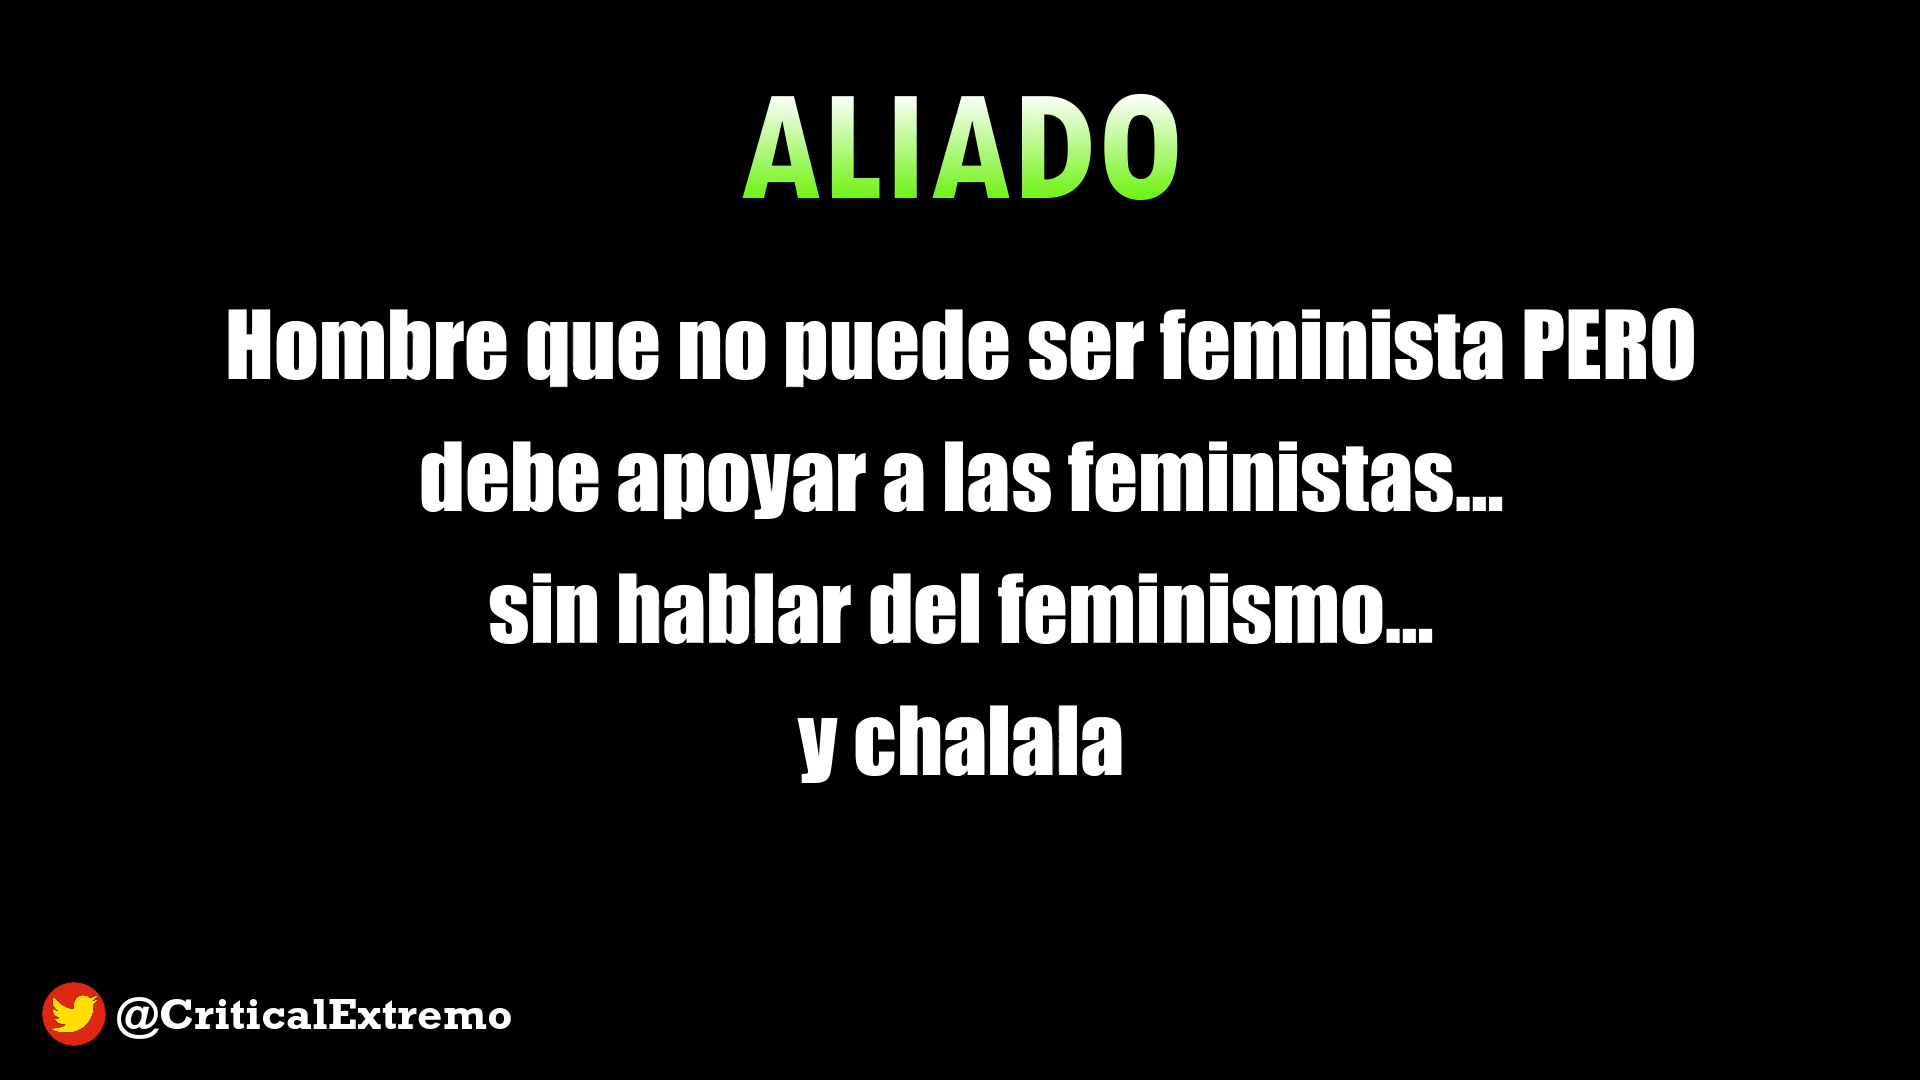 ALIADO
Hombre que no puede ser feminista PERO
debe apoyar a las feministas...
sin hablar del feminismo...
y chalala
@CriticalExtremo